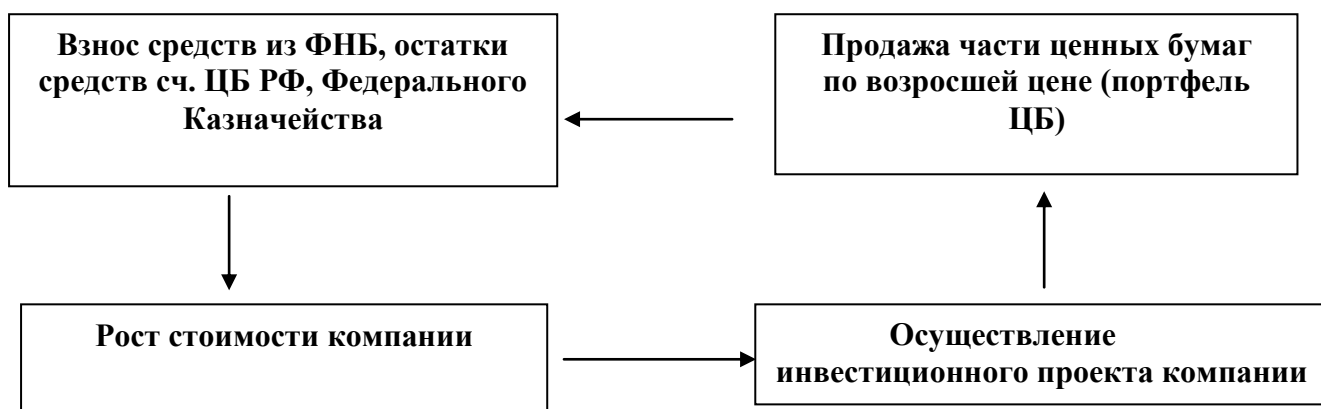 Взнос средств из ФНБ, остатки
средств сч. ЦБ РФ, Федерального
Казначейства
Продажа части ценных бумаг
по возросшей цене (портфель
ЦБ)
Рост стоимости компании
Осуществление
инвестиционного проекта компании